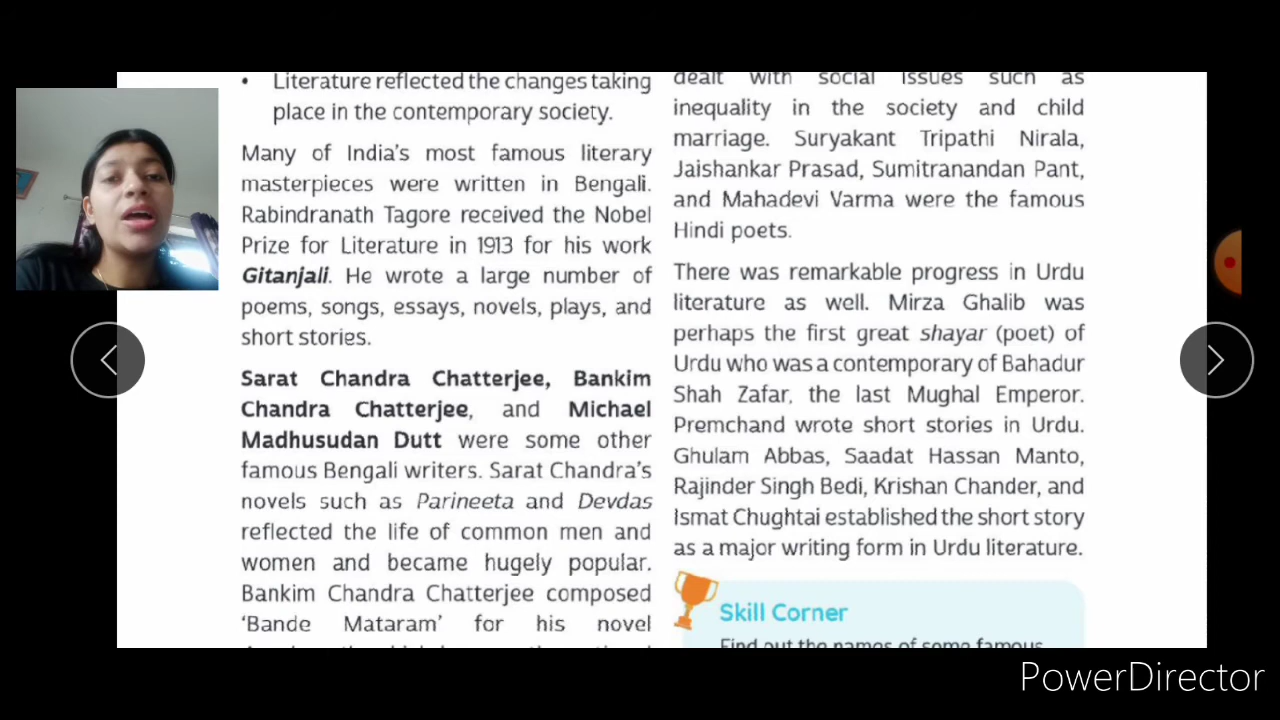 • Literature reflected the changes taking
place in the contemporary society.
Many of India's most famous literary
masterpieces were written in Bengali.
Rabindranath Tagore received the Nobel
Prize for Literature in 1913 for his work
Gitanjali. He wrote a large number of
poems, songs, essays, novels, plays, and
short stories.
Sarat Chandra Chatterjee, Bankim
Chandra Chatterjee, and Michael
Madhusudan Dutt were some other
famous Bengali writers. Sarat Chandra's
novels such as Parineeta and Devdas
reflected the life of common men and
women and became hugely popular.
Bankim Chandra Chatterjee composed
'Bande Mataram' for his novel
dealt with social issues such as
inequality in the society and child
marriage. Suryakant Tripathi Nirala,
Jaishankar Prasad, Sumitranandan Pant,
and Mahadevi Varma were the famous
Hindi poets.
There was remarkable progress in Urdu
literature as well. Mirza Ghalib was
perhaps the first great shayar (poet) of
Urdu who was a contemporary of Bahadur
Shah Zafar, the last Mughal Emperor.
Premchand wrote short stories in Urdu.
Ghulam Abbas, Saadat Hassan Manto,
Rajinder Singh Bedi, Krishan Chander, and
Ismat Chughtai established the short story
as a major writing form in Urdu literature.
Skill Corner
Find out the names of some famous
PowerDirector